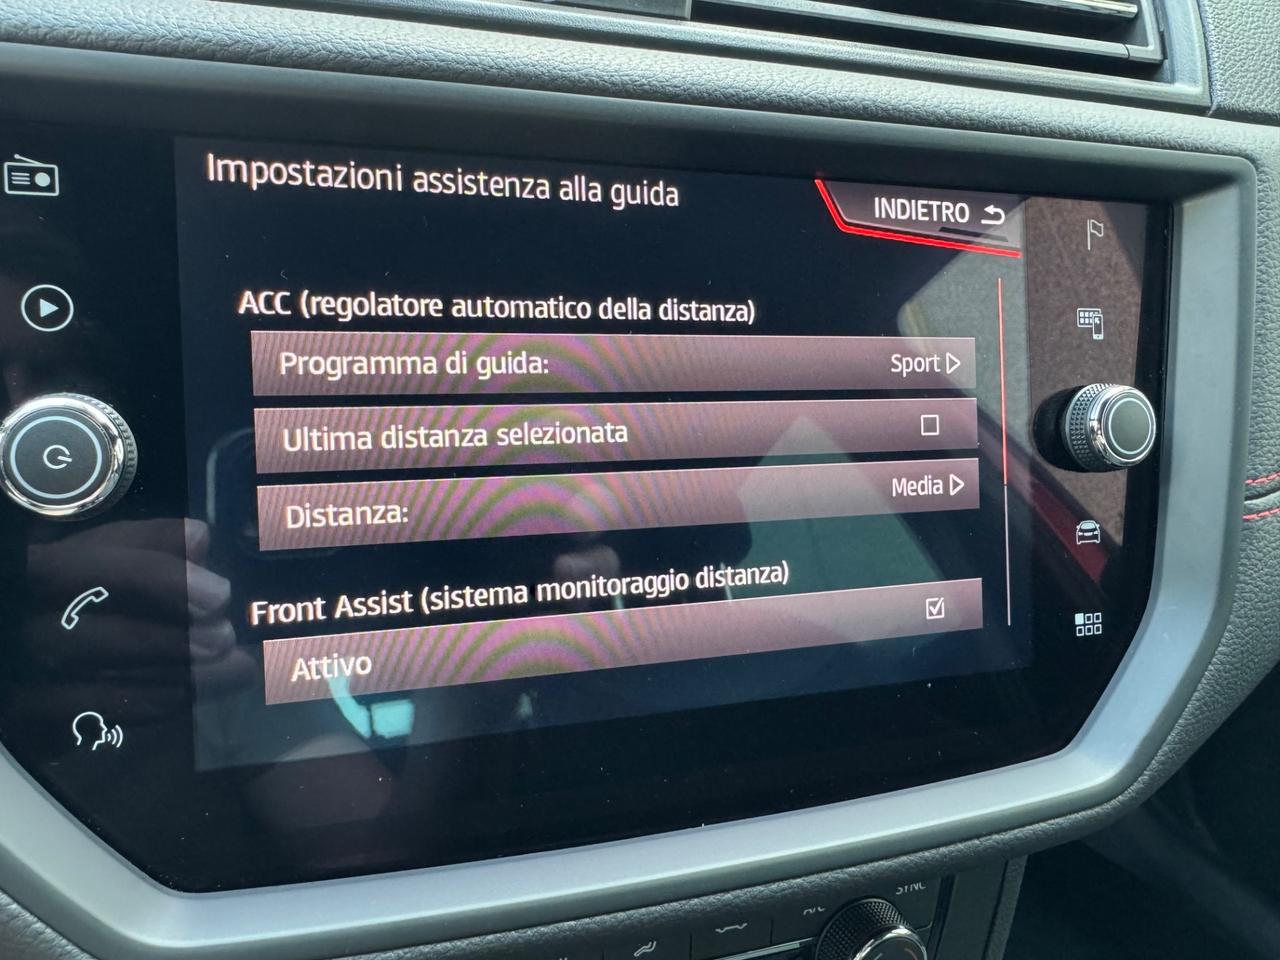 Impostazioni assistenza alla guida
INDIETRO
ACC (regolatore automatico della distanza)
Programma di guida: Sport
Ultima distanza selezionata
Distanza: Media
Front Assist (sistema monitoraggio distanza)
Attivo
SYNC
A/C